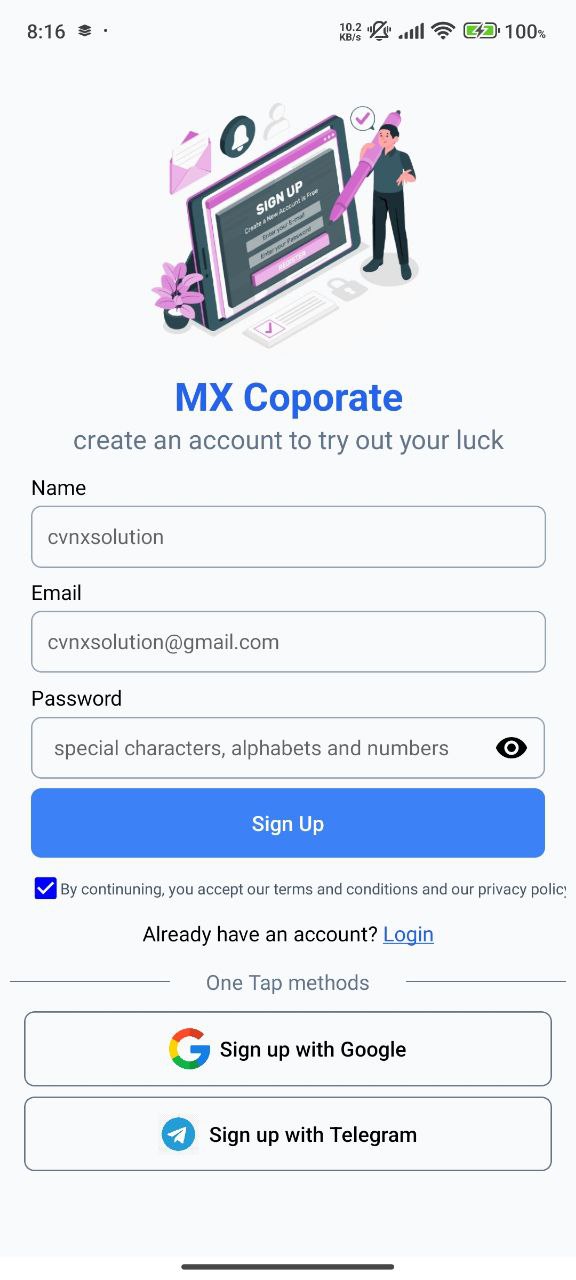 8:16
10.2
KB/s
100%
SIGN UP
Create a New Account is Free
Enter your E-mail
Enter your Password
REGISTER
MX Coporate
create an account to try out your luck
Name
cvnxsolution
Email
cvnxsolution@gmail.com
Password
special characters, alphabets and numbers
Sign Up
By continuning, you accept our terms and conditions and our privacy policy
Already have an account? Login
One Tap methods
Sign up with Google
Sign up with Telegram